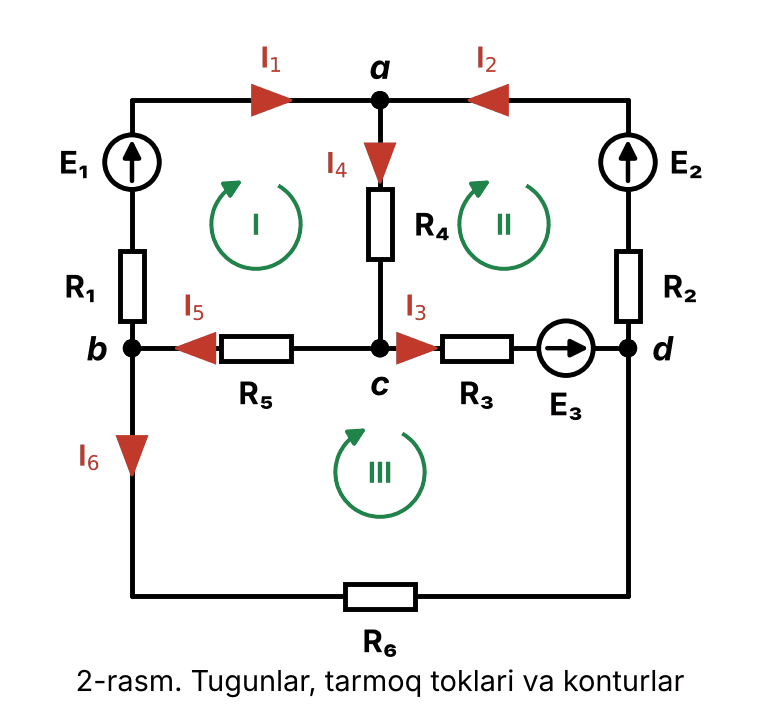 I₁ a I₂
E₁ I₄ E₂
I R₄ II
R₁ I₅ I₃ R₂
b c d
R₅ R₃ E₃
I₆
III
R₆
2-rasm. Tugunlar, tarmoq toklari va konturlar